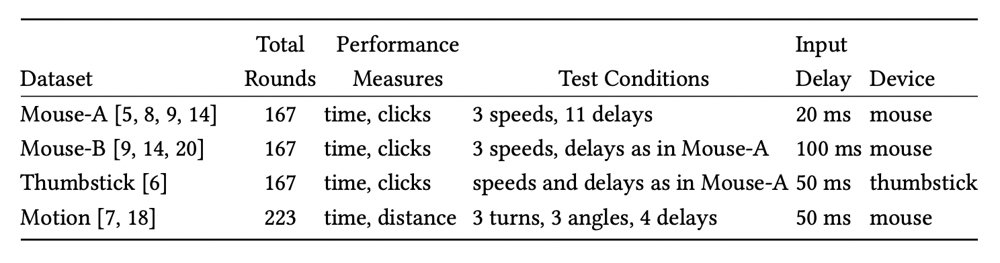 Total Performance Input
Dataset Rounds Measures Test Conditions Delay Device
Mouse-A [5, 8, 9, 14] 167 time, clicks 3 speeds, 11 delays 20 ms mouse
Mouse-B [9, 14, 20] 167 time, clicks 3 speeds, delays as in Mouse-A 100 ms mouse
Thumbstick [6] 167 time, clicks speeds and delays as in Mouse-A 50 ms thumbstick
Motion [7, 18] 223 time, distance 3 turns, 3 angles, 4 delays 50 ms mouse